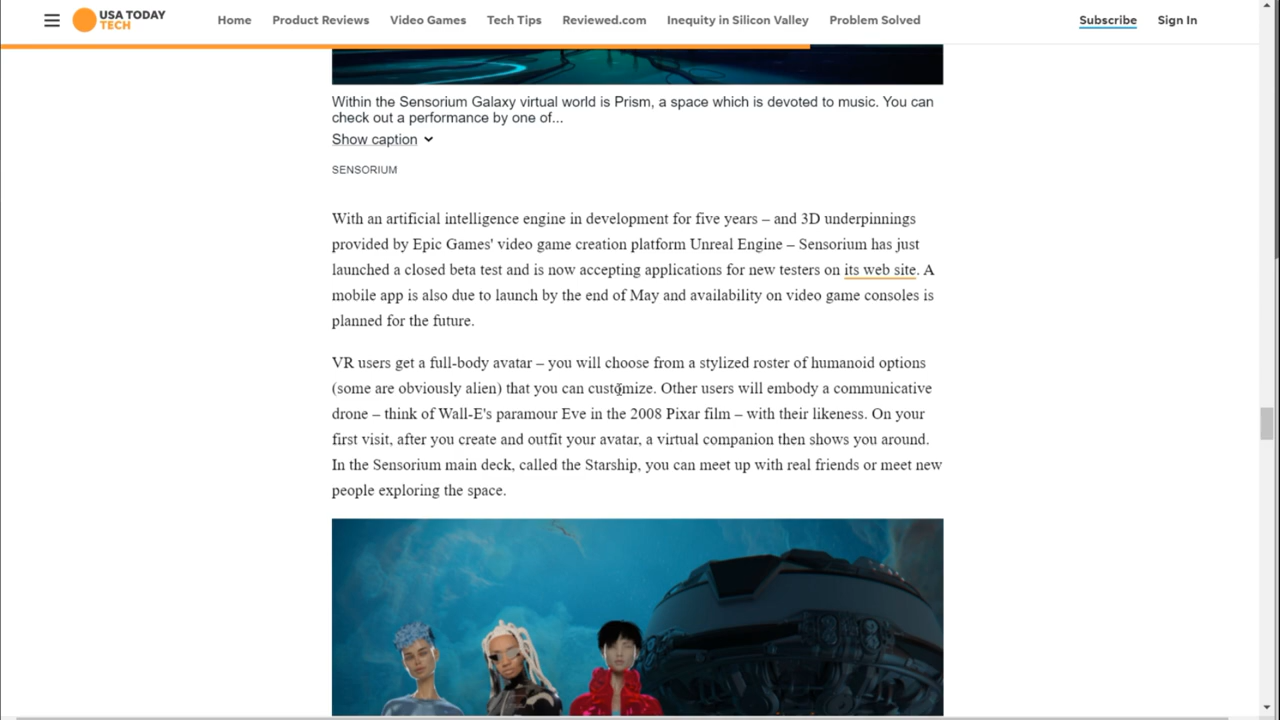 USA TODAY
TECH
Home
Product Reviews
Video Games
Tech Tips
Reviewed.com
Inequity in Silicon Valley
Problem Solved
Subscribe
Sign In
Within the Sensorium Galaxy virtual world is Prism, a space which is devoted to music. You can
check out a performance by one of...
Show caption
SENSORIUM
With an artificial intelligence engine in development for five years – and 3D underpinnings
provided by Epic Games' video game creation platform Unreal Engine – Sensorium has just
launched a closed beta test and is now accepting applications for new testers on its web site. A
mobile app is also due to launch by the end of May and availability on video game consoles is
planned for the future.
VR users get a full-body avatar – you will choose from a stylized roster of humanoid options
(some are obviously alien) that you can customize. Other users will embody a communicative
drone – think of Wall-E's paramour Eve in the 2008 Pixar film – with their likeness. On your
first visit, after you create and outfit your avatar, a virtual companion then shows you around.
In the Sensorium main deck, called the Starship, you can meet up with real friends or meet new
people exploring the space.